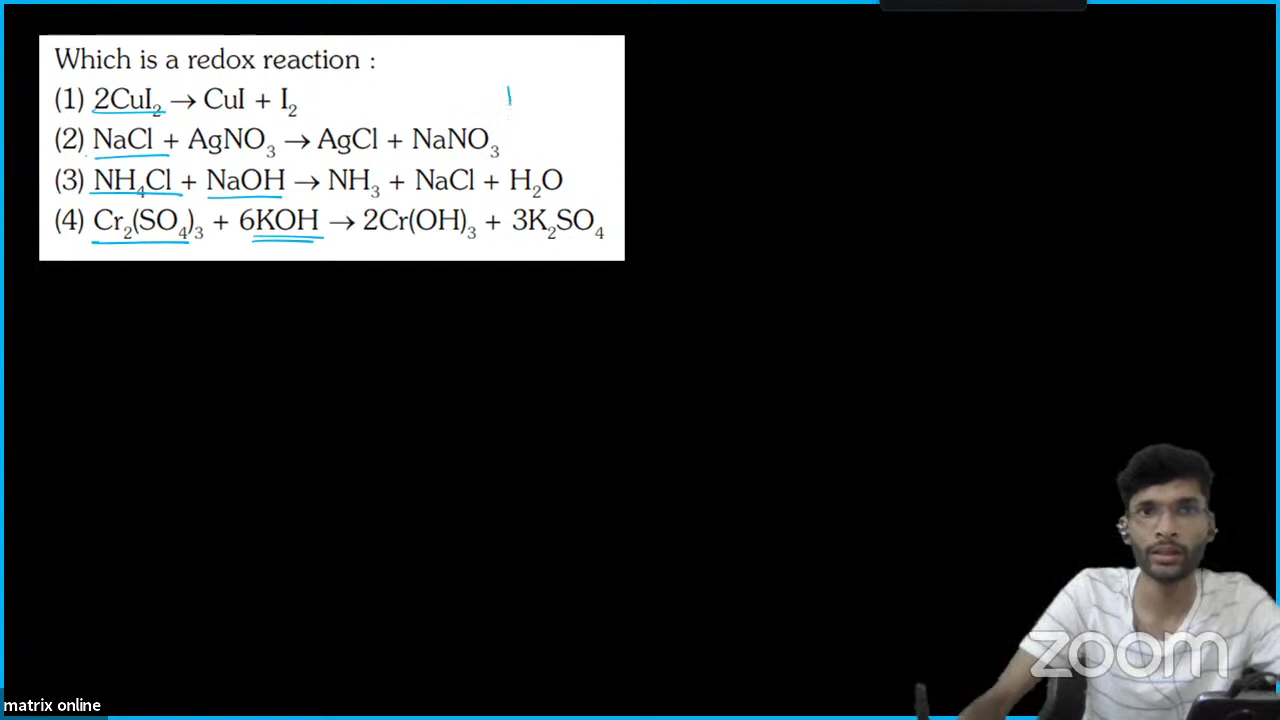 Which is a redox reaction :
(1) 2CuI₂ → CuI + I₂
(2) NaCl + AgNO₃ → AgCl + NaNO₃
(3) NH₄Cl + NaOH → NH₃ + NaCl + H₂O
(4) Cr₂(SO₄)₃ + 6KOH → 2Cr(OH)₃ + 3K₂SO₄
zoom
matrix online